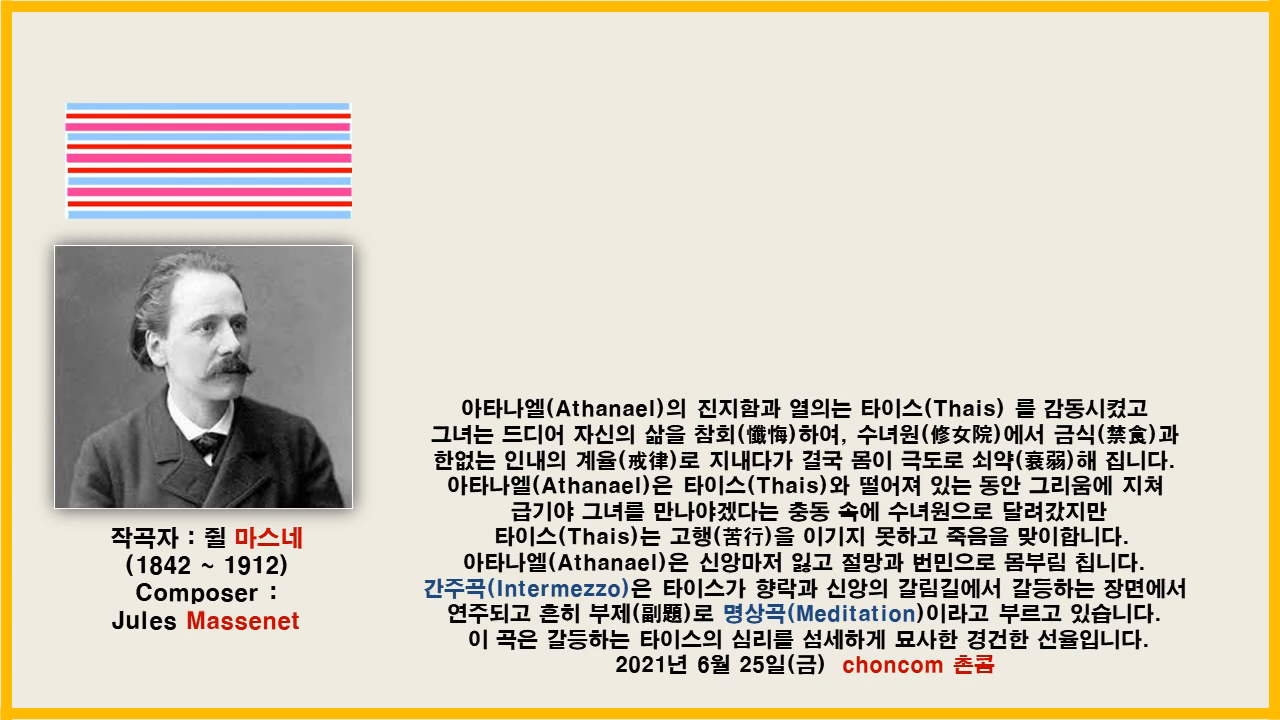 작곡자 : 쥘 마스네
(1842 ~ 1912)
Composer :
Jules Massenet
아타나엘(Athanael)의 진지함과 열의는 타이스(Thais) 를 감동시켰고
그녀는 드디어 자신의 삶을 참회(懺悔)하여, 수녀원(修女院)에서 금식(禁食)과
한없는 인내의 계율(戒律)로 지내다가 결국 몸이 극도로 쇠약(衰弱)해 집니다.
아타나엘(Athanael)은 타이스(Thais)와 떨어져 있는 동안 그리움에 지쳐
급기야 그녀를 만나야겠다는 충동 속에 수녀원으로 달려갔지만
타이스(Thais)는 고행(苦行)을 이기지 못하고 죽음을 맞이합니다.
아타나엘(Athanael)은 신앙마저 잃고 절망과 번민으로 몸부림 칩니다.
간주곡(Intermezzo)은 타이스가 향락과 신앙의 갈림길에서 갈등하는 장면에서
연주되고 흔히 부제(副題)로 명상곡(Meditation)이라고 부르고 있습니다.
이 곡은 갈등하는 타이스의 심리를 섬세하게 묘사한 경건한 선율입니다.
2021년 6월 25일(금) choncom 촌콤